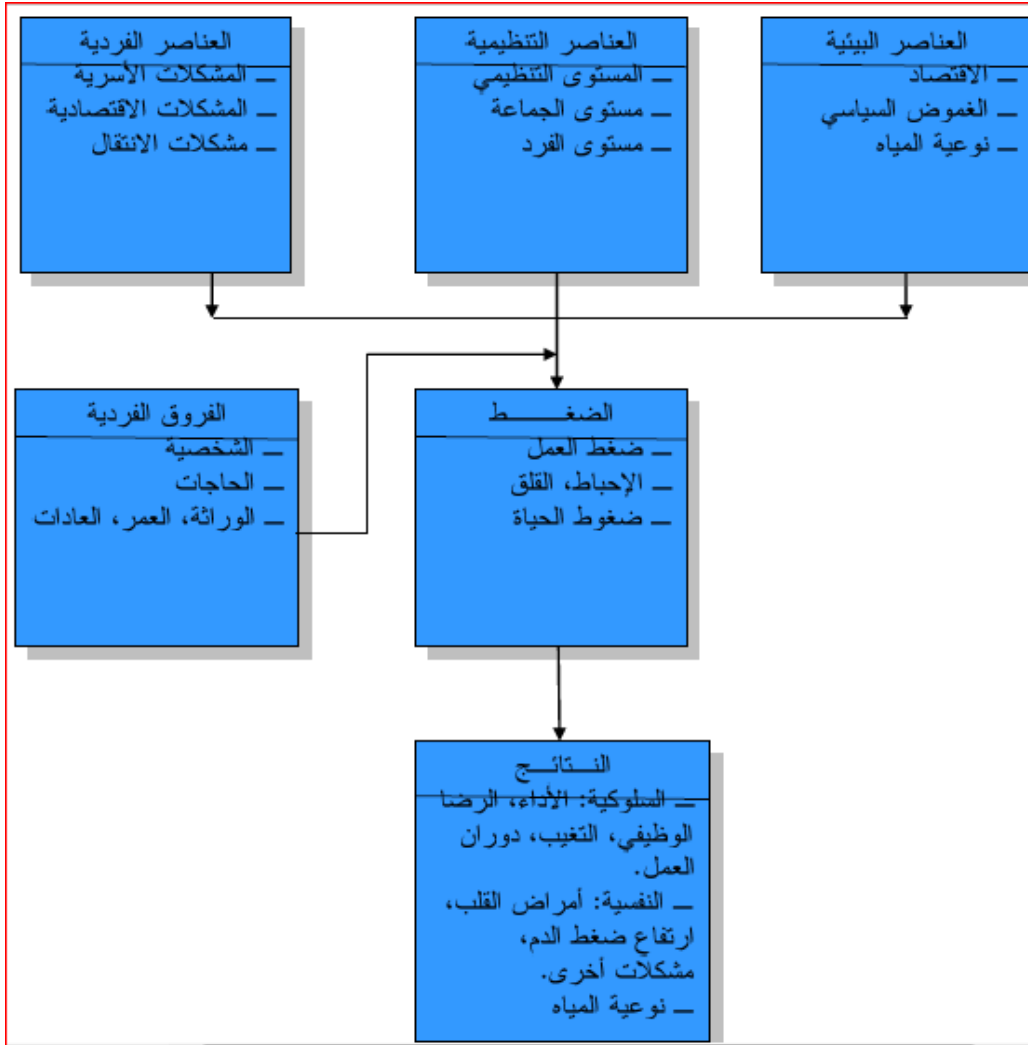 العناصر البيئية
ـ الاقتصاد
ـ الغموض السياسي
ـ نوعية المياه
العناصر التنظيمية
ـ المستوى التنظيمي
ـ مستوى الجماعة
ـ مستوى الفرد
العناصر الفردية
ـ المشكلات الأسرية
ـ المشكلات الاقتصادية
ـ مشكلات الانتقال
الضغــــــط
ـ ضغط العمل
ـ الإحباط، القلق
ـ ضغوط الحياة
الفروق الفردية
ـ الشخصية
ـ الحاجات
ـ الوراثة، العمر، العادات
النــتائــج
ـ السلوكية: الأداء، الرضا
الوظيفي، التغيب، دوران
العمل.
ـ النفسية: أمراض القلب،
ارتفاع ضغط الدم،
مشكلات أخرى.
ـ نوعية المياه